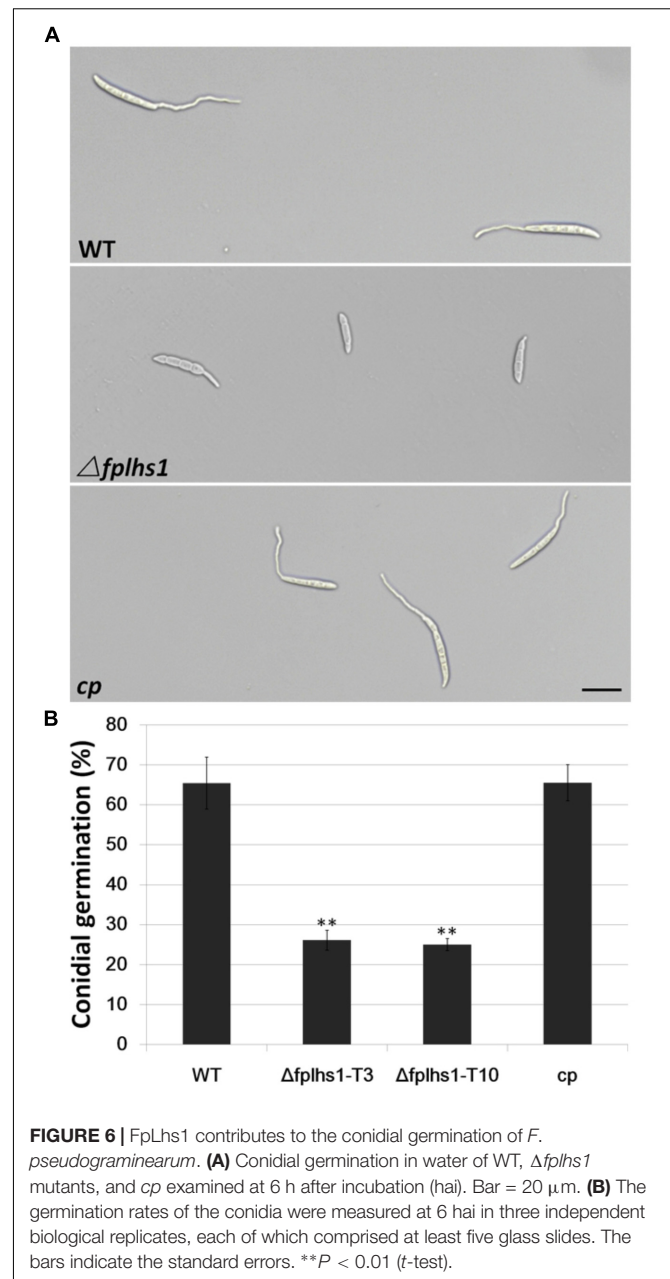 A
WT
△fplhs1
cp
B
Conidial germination (%)
80
70
60
50
40
30
20
10
0
**
**
WT Δfplhs1-T3 Δfplhs1-T10 cp
FIGURE 6 | FpLhs1 contributes to the conidial germination of F.
pseudograminearum. (A) Conidial germination in water of WT, Δfplhs1
mutants, and cp examined at 6 h after incubation (hai). Bar = 20 μm. (B) The
germination rates of the conidia were measured at 6 hai in three independent
biological replicates, each of which comprised at least five glass slides. The
bars indicate the standard errors. **P < 0.01 (t-test).